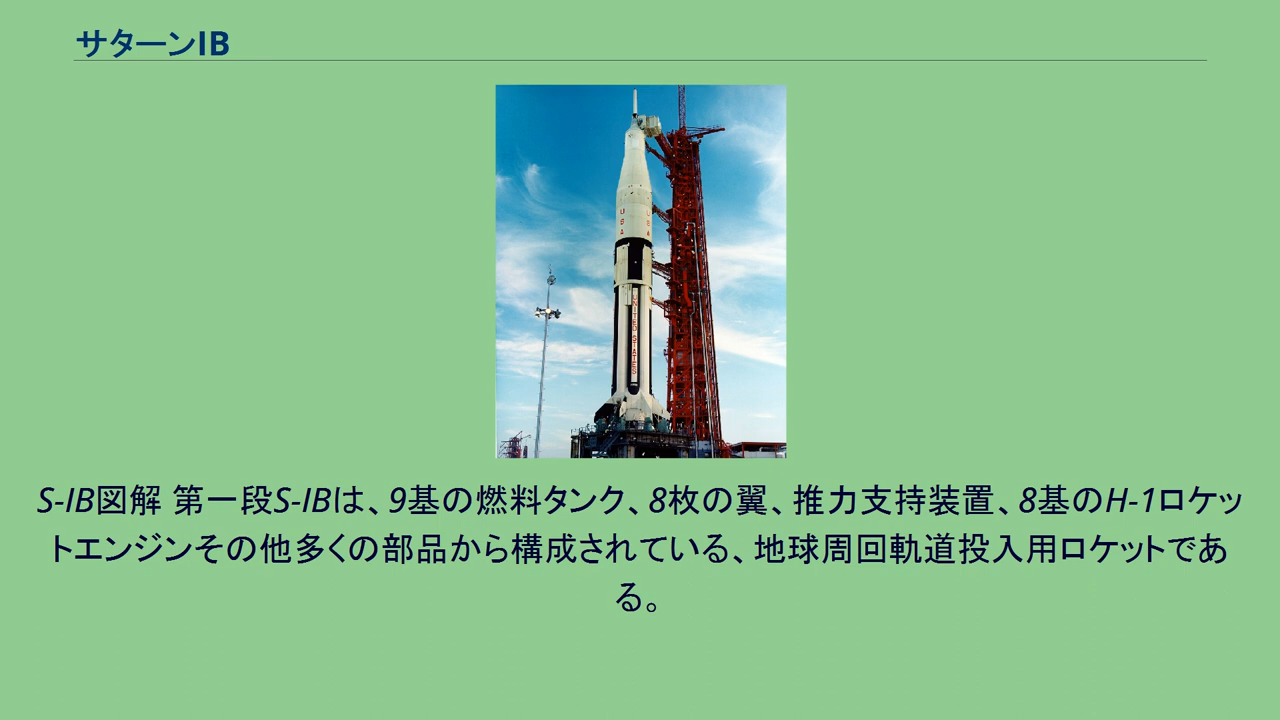 サターンIB
USA
USA
UNITED STATES
S-IB図解 第一段S-IBは、9基の燃料タンク、8枚の翼、推力支持装置、8基のH-1ロケッ
トエンジンその他多くの部品から構成されている、地球周回軌道投入用ロケットであ
る。